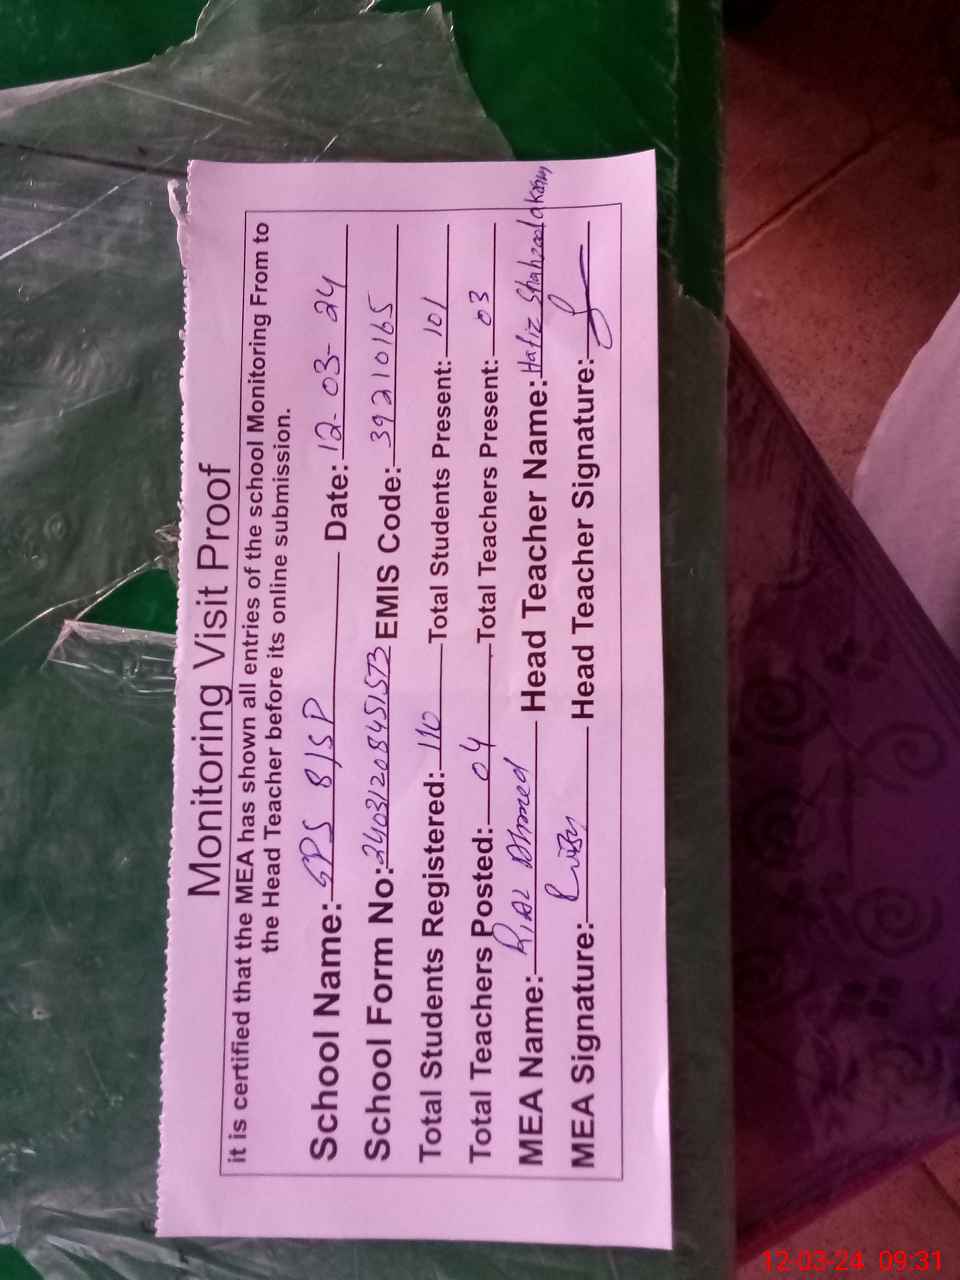 Monitoring Visit Proof
it is certified that the MEA has shown all entries of the school Monitoring From to
the Head Teacher before its online submission.
School Name: GPS 8/SP Date: 12-03-24
School Form No: 24031208451573 EMIS Code: 39210165
Total Students Registered: 110 Total Students Present: 101
Total Teachers Posted: 04 Total Teachers Present: 03
MEA Name: Riaz Ahmed Head Teacher Name: Hafiz Shahzad akram
MEA Signature: Head Teacher Signature:
12-03-24 09:31